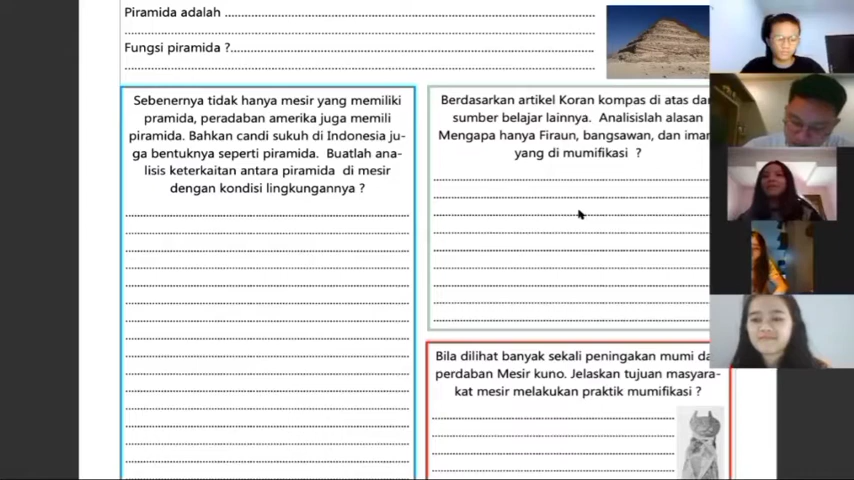 Piramida adalah
Fungsi piramida ?
Sebenernya tidak hanya mesir yang memiliki
pramida, peradaban amerika juga memili
piramida. Bahkan candi sukuh di Indonesia ju-
ga bentuknya seperti piramida. Buatlah ana-
lisis keterkaitan antara piramida di mesir
dengan kondisi lingkungannya ?
Berdasarkan artikel Koran kompas di atas dan
sumber belajar lainnya. Analisislah alasan
Mengapa hanya Firaun, bangsawan, dan imam
yang di mumifikasi ?
Bila dilihat banyak sekali peningakan mumi da
perdaban Mesir kuno. Jelaskan tujuan masyara-
kat mesir melakukan praktik mumifikasi ?